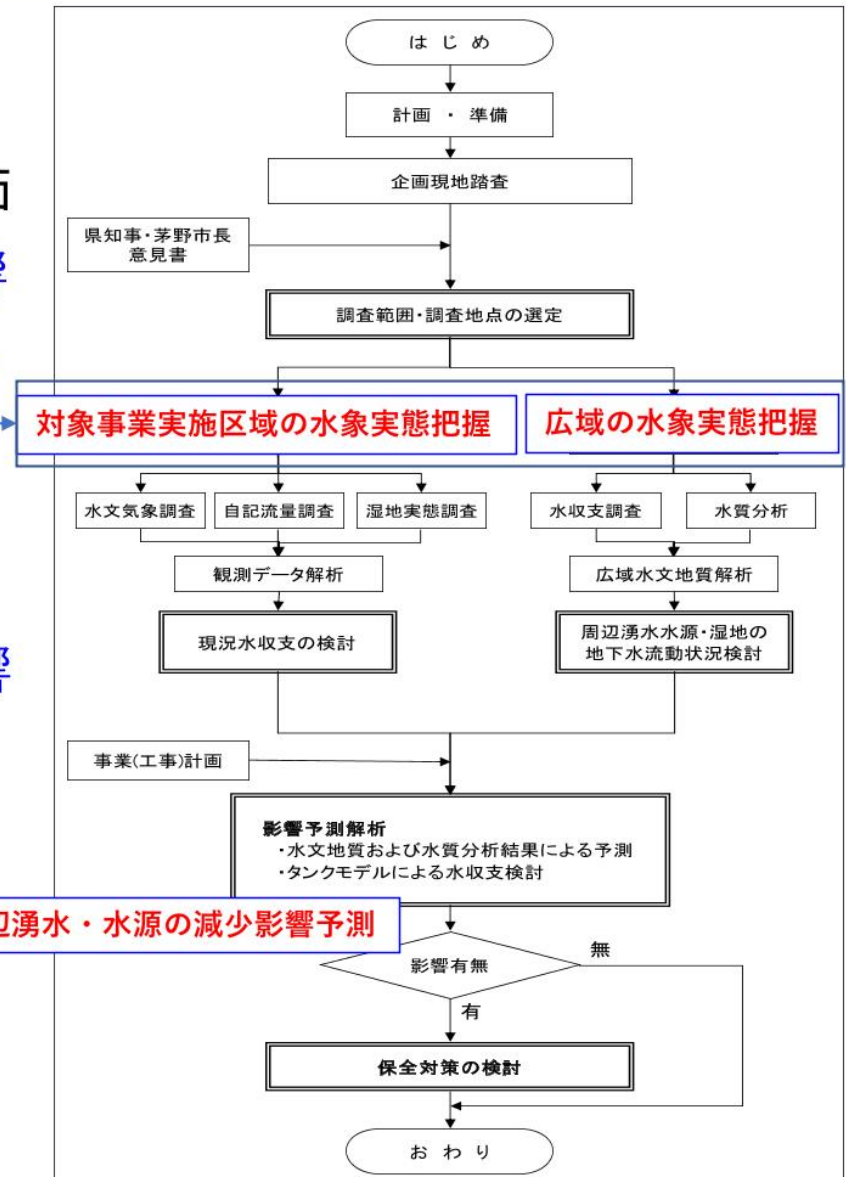 はじめ
計画 ・ 準備
企画現地踏査
県知事・茅野市長
意見書
調査範囲・調査地点の選定
対象事業実施区域の水象実態把握
広域の水象実態把握
水文気象調査
自記流量調査
湿地実態調査
水収支調査
水質分析
観測データ解析
広域水文地質解析
現況水収支の検討
周辺湧水水源・湿地の
地下水流動状況検討
事業(工事)計画
影響予測解析
・水文地質および水質分析結果による予測
・タンクモデルによる水収支検討
辺湧水・水源の減少影響予測
影響有無
無
有
保全対策の検討
おわり